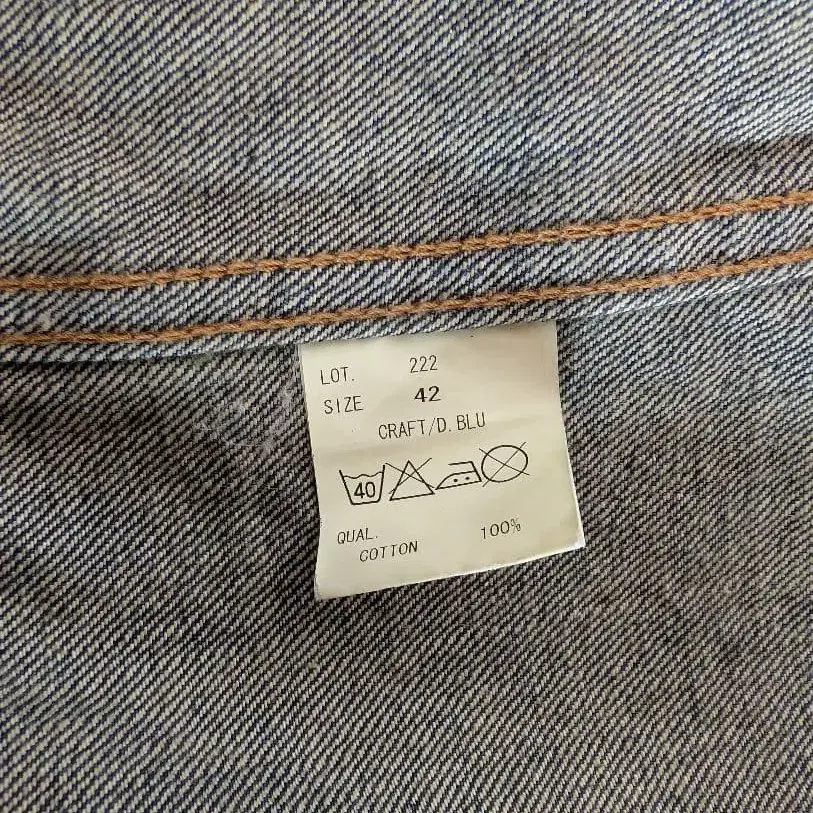 LOT. 222
SIZE 42
CRAFT/D.BLU
40
QUAL.
COTTON 100%